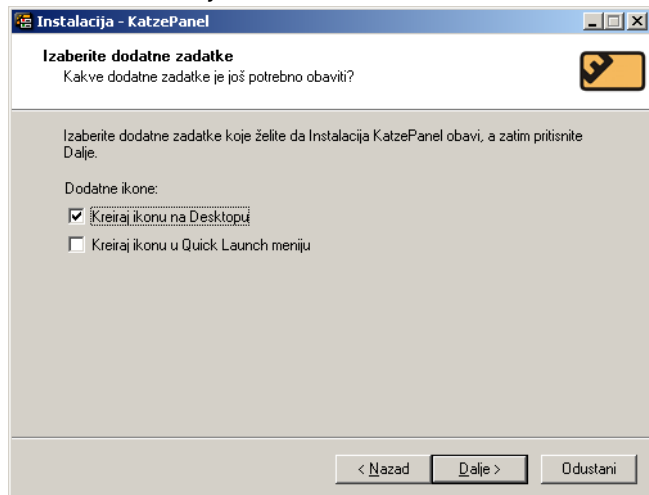 Instalacija - KatzePanel
Izaberite dodatne zadatke
Kakve dodatne zadatke je još potrebno obaviti?
Izaberite dodatne zadatke koje želite da Instalacija KatzePanel obavi, a zatim pritisnite
Dalje.
Dodatne ikone:
Kreiraj ikonu na Desktopu
Kreiraj ikonu u Quick Launch meniju
< Nazad
Dalje >
Odustani